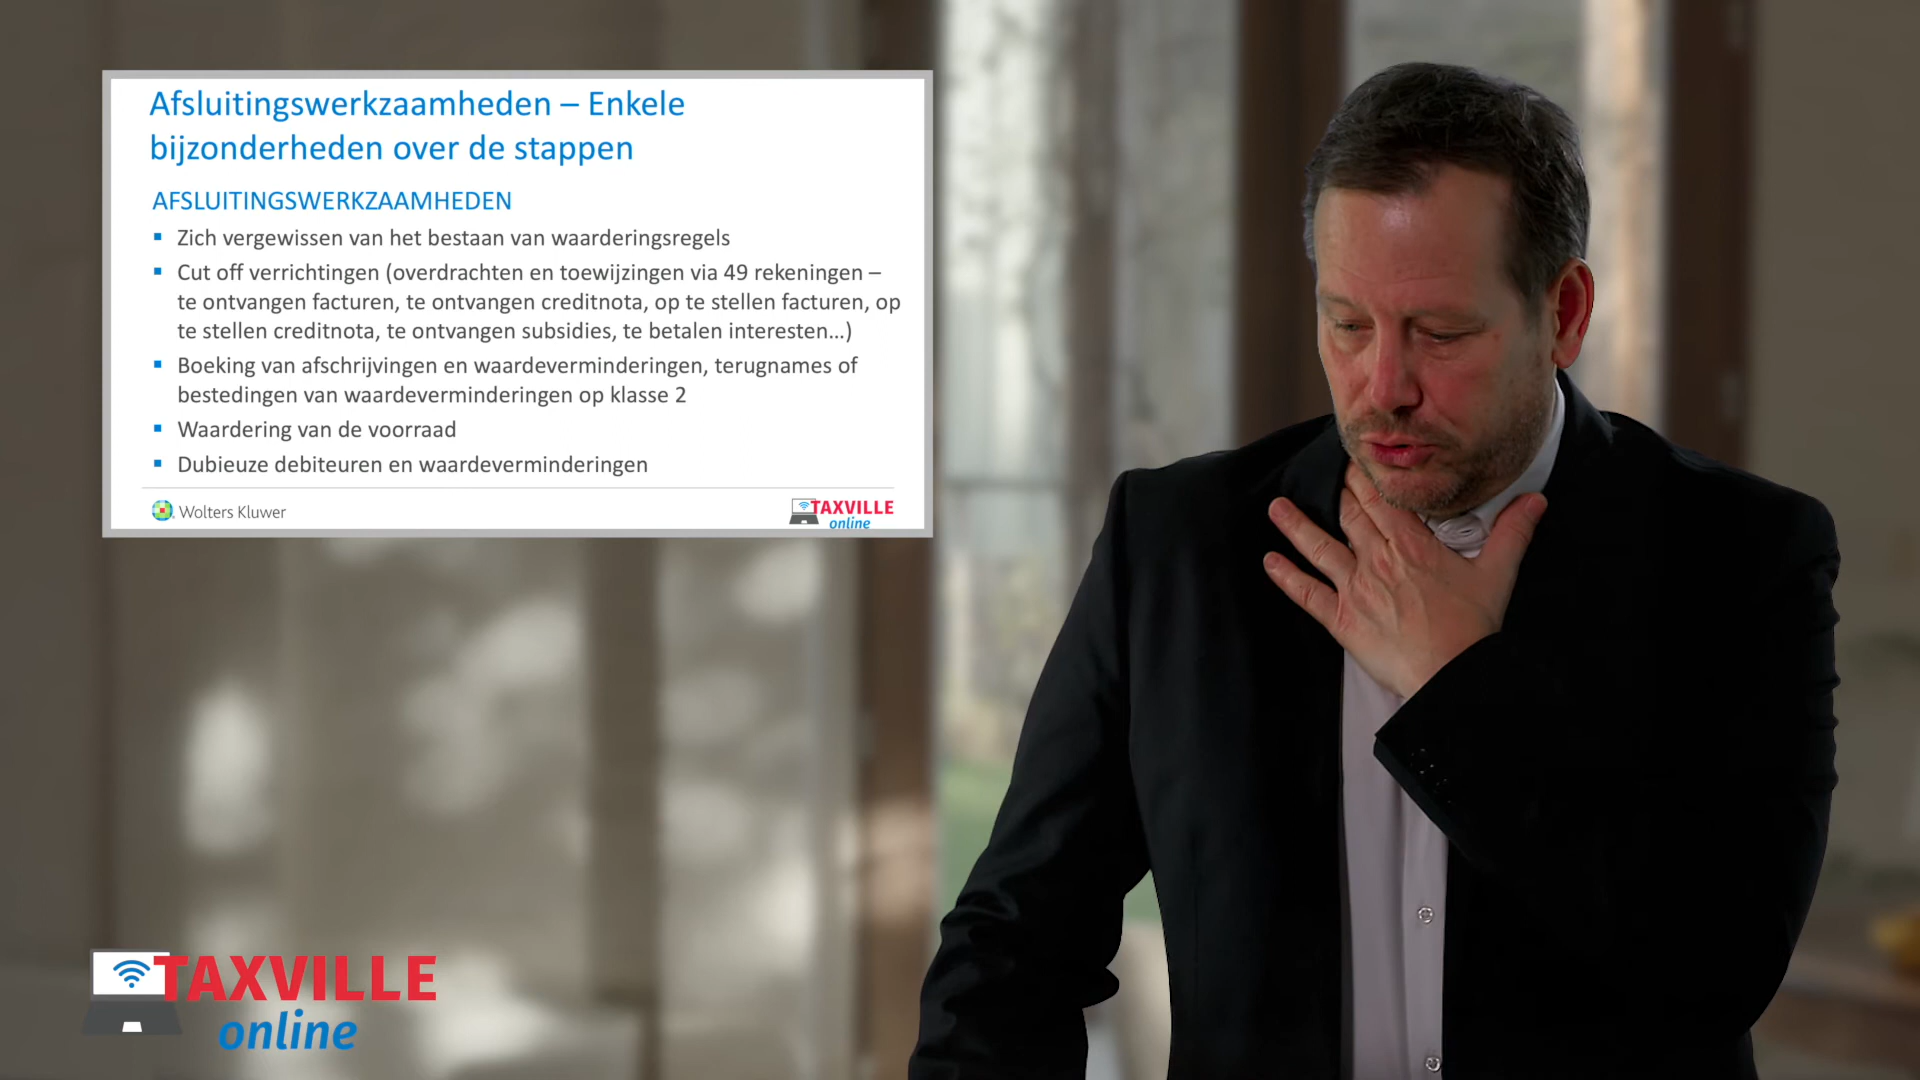 Afsluitingswerkzaamheden – Enkele
bijzonderheden over de stappen
AFSLUITINGSWERKZAAMHEDEN
▪ Zich vergewissen van het bestaan van waarderingsregels
▪ Cut off verrichtingen (overdrachten en toewijzingen via 49 rekeningen –
te ontvangen facturen, te ontvangen creditnota, op te stellen facturen, op
te stellen creditnota, te ontvangen subsidies, te betalen interesten...)
▪ Boeking van afschrijvingen en waardeverminderingen, terugnames of
bestedingen van waardeverminderingen op klasse 2
▪ Waardering van de voorraad
▪ Dubieuze debiteuren en waardeverminderingen
Wolters Kluwer
TAXVILLE
online
TAXVILLE
online